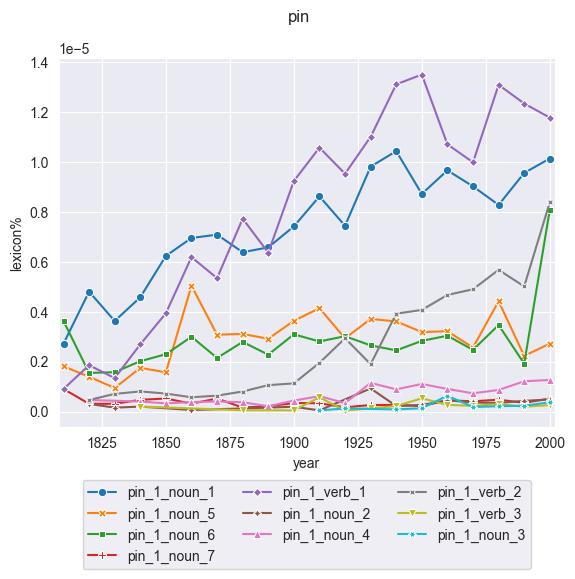 pin
1e−5
1.4
1.2
1.0
0.8
0.6
0.4
0.2
0.0
lexicon%
1825 1850 1875 1900 1925 1950 1975 2000
year
pin_1_noun_1 pin_1_verb_1 pin_1_verb_2
pin_1_noun_5 pin_1_noun_2 pin_1_verb_3
pin_1_noun_6 pin_1_noun_4 pin_1_noun_3
pin_1_noun_7